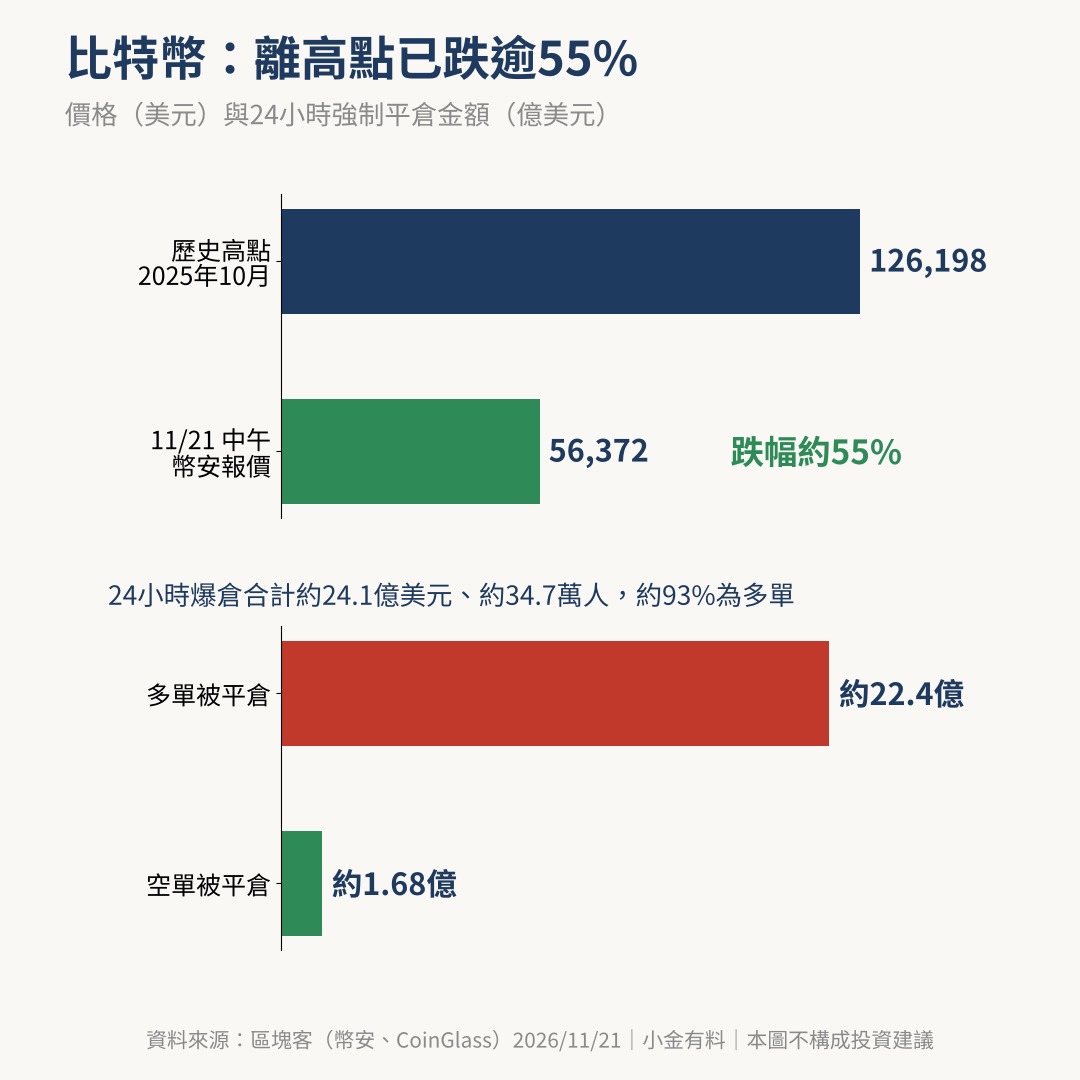 比特幣：離高點已跌逾55%
價格（美元）與24小時強制平倉金額（億美元）
歷史高點
2025年10月
126,198
11/21 中午
幣安報價
56,372
跌幅約55%
24小時爆倉合計約24.1億美元、約34.7萬人，約93%為多單
多單被平倉
約22.4億
空單被平倉
約1.68億
資料來源：區塊客（幣安、CoinGlass）2026/11/21｜小金有料｜本圖不構成投資建議